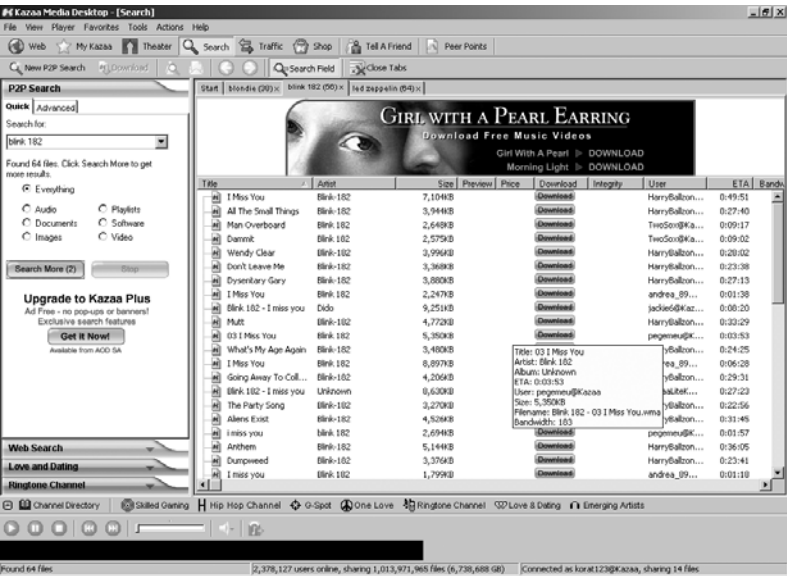 Kazaa Media Desktop - [Search]
File View Player Favorites Tools Actions Help
Web My Kazaa Theater Search Traffic Shop Tell A Friend Peer Points
New P2P Search Download Search Field Close Tabs
P2P Search
Quick Advanced
Search for:
blink 182
Found 64 files. Click Search More to get
more results.
Everything
Audio Playlists
Documents Software
Images Video
Search More (2) Stop
Upgrade to Kazaa Plus
Ad Free - no pop-ups or banners!
Exclusive search features
Get it Now!
Available from AOD SA
Web Search
Love and Dating
Ringtone Channel
Start blondie (39) x blink 182 (56) x led zeppelin (64) x
GIRL WITH A PEARL EARRING
Download Free Music Videos
Girl With A Pearl DOWNLOAD
Morning Light DOWNLOAD
Title Artist Size Preview Price Download Integrity User ETA Bandw
I Miss You Blink-182 7,104KB Download HarryBallzon... 0:49:51
All The Small Things Blink-182 3,944KB Download HarryBallzon... 0:27:40
Man Overboard Blink-182 2,648KB Download TwoSox@Ka... 0:09:17
Dammit Blink 182 2,575KB Download TwoSox@Ka... 0:09:02
Wendy Clear Blink-182 3,996KB Download HarryBallzon... 0:28:02
Don't Leave Me Blink-182 3,368KB Download HarryBallzon... 0:23:38
Dysentary Gary Blink-182 3,880KB Download HarryBallzon... 0:27:13
I Miss You Blink 182 2,247KB Download andrea_89... 0:01:38
Blink 182 - I miss you Dido 9,251KB Download jackie6@Kaz... 0:08:20
Mutt Blink-182 4,772KB Download HarryBallzon... 0:33:29
03 I Miss You Blink 182 5,350KB Download pegemeu@K... 0:03:53
What's My Age Again Blink-182 3,480KB ryBallzon... 0:24:25
I Miss You Blink 182 8,897KB rea_89... 0:06:28
Going Away To Coll... Blink-182 4,206KB ryBallzon... 0:29:31
Blink 182 - I miss you Unknown 8,630KB aaLiteK... 0:27:23
The Party Song Blink-182 3,270KB ryBallzon... 0:22:56
Aliens Exist Blink-182 4,526KB ryBallzon... 0:31:45
i miss you Blink 182 2,694KB Download pegemeu@K... 0:01:57
Anthem Blink-182 5,144KB Download HarryBallzon... 0:36:05
Dumpweed Blink-182 3,376KB Download HarryBallzon... 0:23:41
I miss you Blink 182 1,799KB Download andrea_89... 0:01:18
Title: 03 I Miss You
Artist: Blink 182
Album: Unknown
ETA: 0:03:53
User: pegemeu@Kazaa
Size: 5,350KB
Filename: Blink 182 - 03 I Miss You.wma
Bandwidth: 183
Channel Directory Skilled Gaming Hip Hop Channel G-Spot One Love Ringtone Channel Love & Dating Emerging Artists
Found 64 files 2,378,127 users online, sharing 1,013,971,965 files (6,738,688 GB) Connected as korat123@Kazaa, sharing 14 files